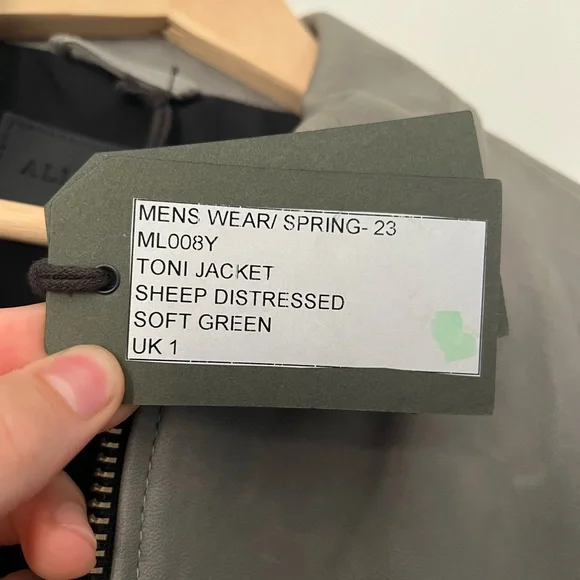 MENS WEAR/ SPRING- 23
ML008Y
TONI JACKET
SHEEP DISTRESSED
SOFT GREEN
UK 1